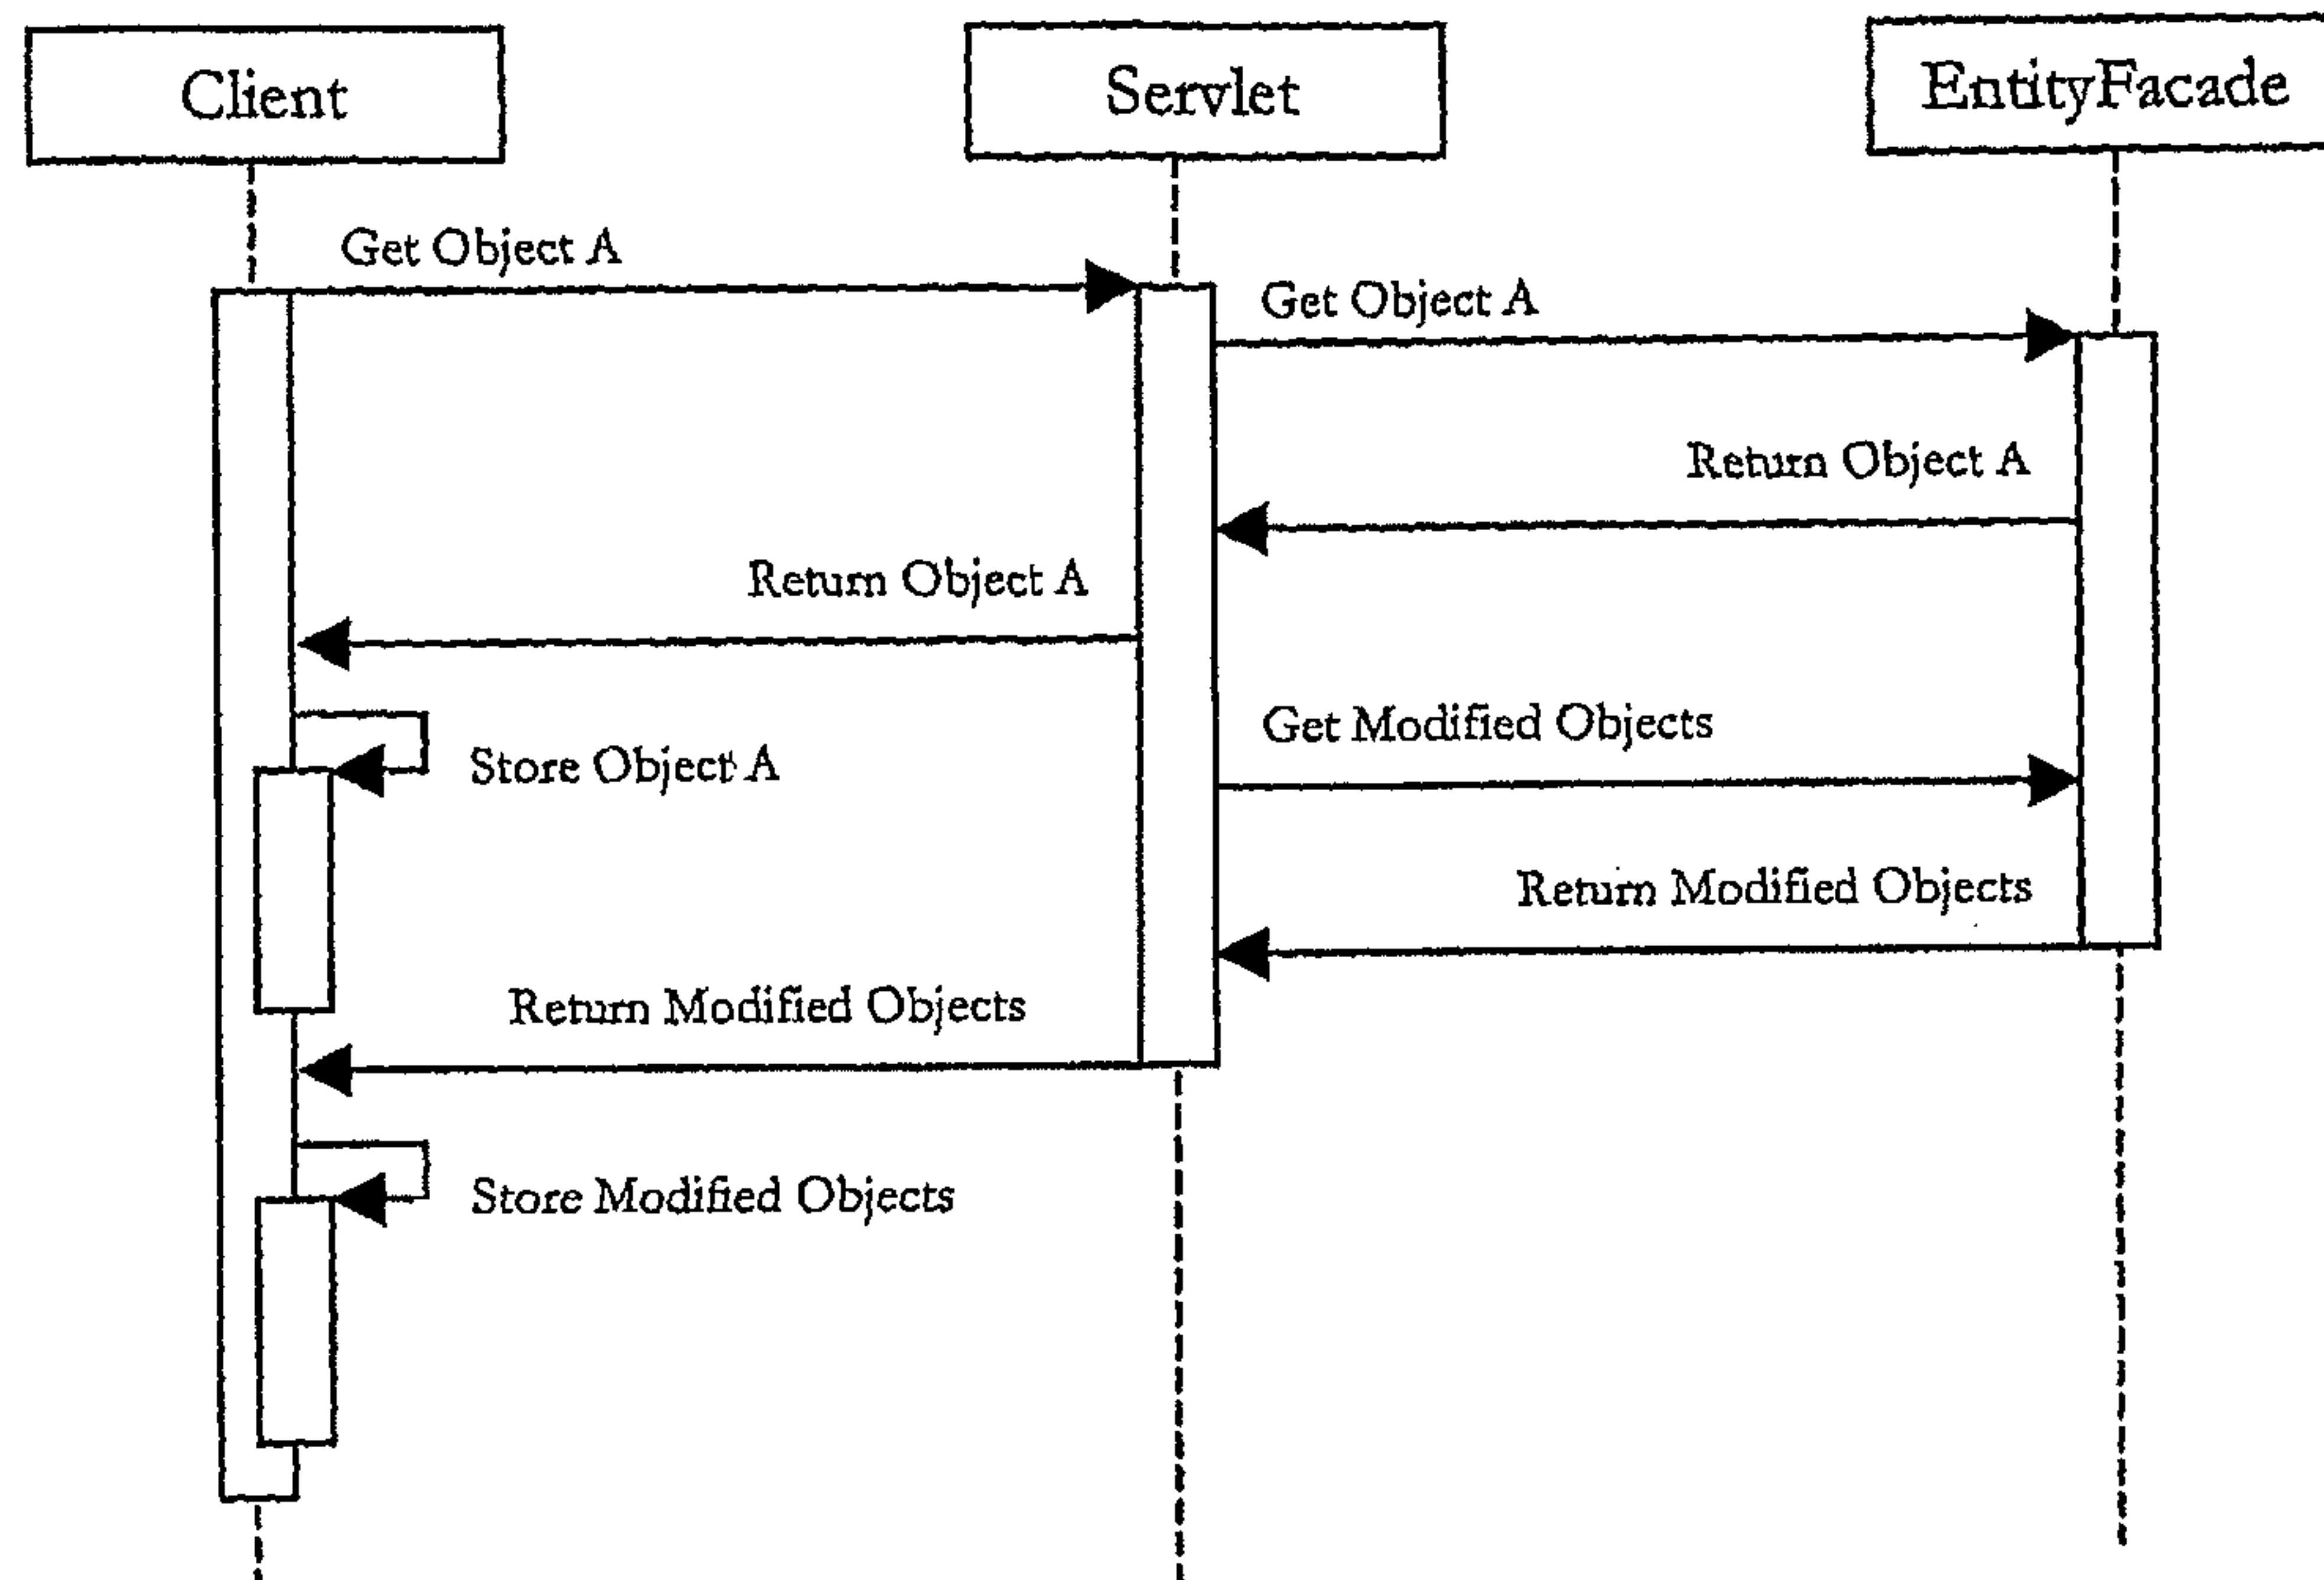 Client
Servlet
EntityFacade
Get Object A
Get Object A
Return Object A
Return Object A
Get Modified Objects
Store Object A
Return Modified Objects
Return Modified Objects
Store Modified Objects